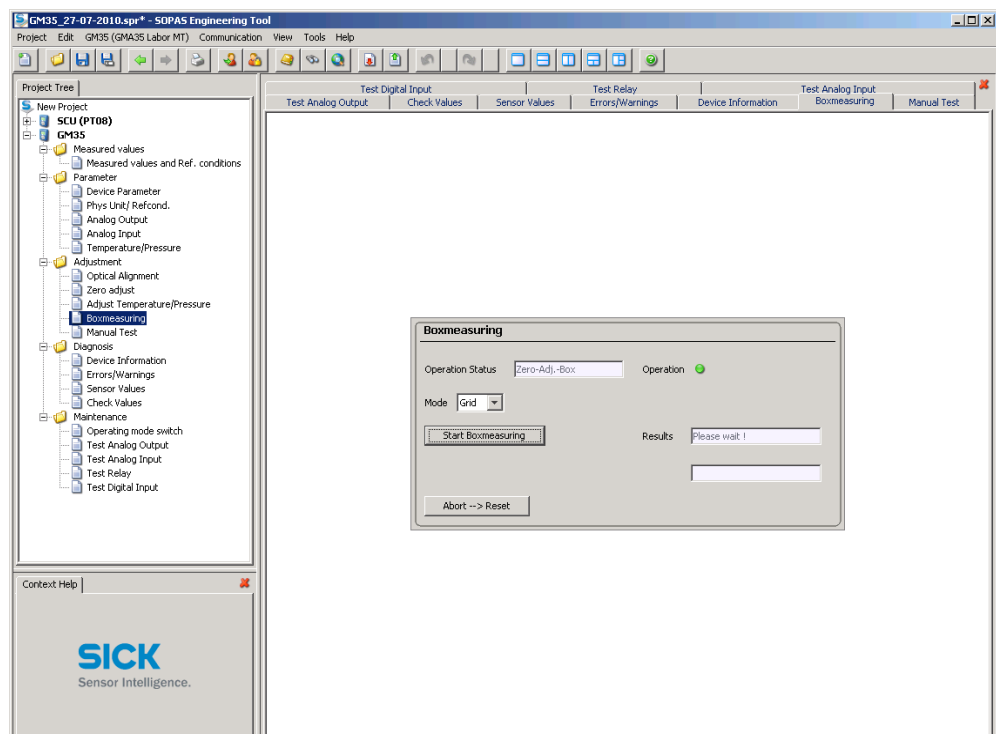 GM35_27-07-2010.spr* - SOPAS Engineering Tool
Project Edit GM35 (GMA35 Labor MT) Communication View Tools Help
Project Tree
New Project
SCU (PT08)
GM35
Measured values
Measured values and Ref. conditions
Parameter
Device Parameter
Phys Unit/ Refcond.
Analog Output
Analog Input
Temperature/Pressure
Adjustment
Optical Alignment
Zero adjust
Adjust Temperature/Pressure
Boxmeasuring
Manual Test
Diagnosis
Device Information
Errors/Warnings
Sensor Values
Check Values
Maintenance
Operating mode switch
Test Analog Output
Test Analog Input
Test Relay
Test Digital Input
Context Help
SICK
Sensor Intelligence.
Test Digital Input Test Relay Test Analog Input
Test Analog Output Check Values Sensor Values Errors/Warnings Device Information Boxmeasuring Manual Test
Boxmeasuring
Operation Status Zero-Adj.-Box Operation
Mode Grid
Start Boxmeasuring Results Please wait !
Abort --> Reset